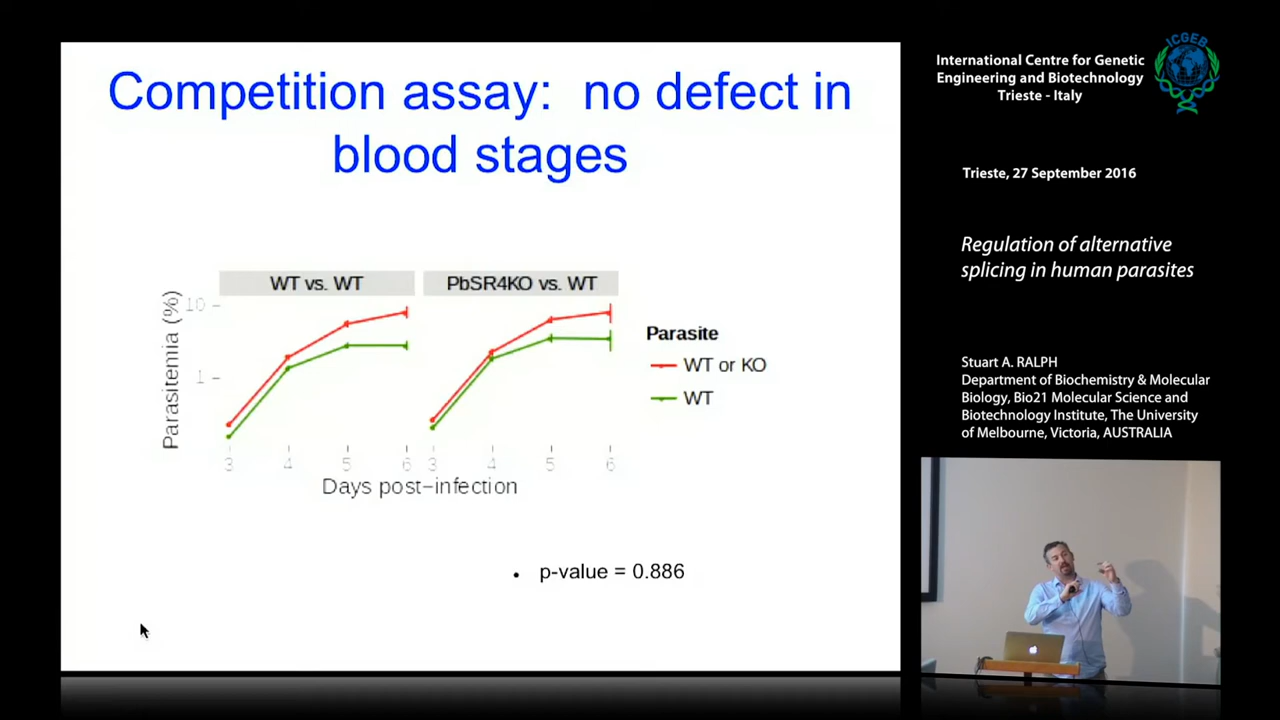 Competition assay: no defect in
blood stages
WT vs. WT
PbSR4KO vs. WT
Parasitemia (%)
10
1
3 4 5 6
3 4 5 6
Days post-infection
Parasite
WT or KO
WT
• p-value = 0.886
International Centre for Genetic
Engineering and Biotechnology
Trieste - Italy
ICGEB
Trieste, 27 September 2016
Regulation of alternative
splicing in human parasites
Stuart A. RALPH
Department of Biochemistry & Molecular
Biology, Bio21 Molecular Science and
Biotechnology Institute, The University
of Melbourne, Victoria, AUSTRALIA